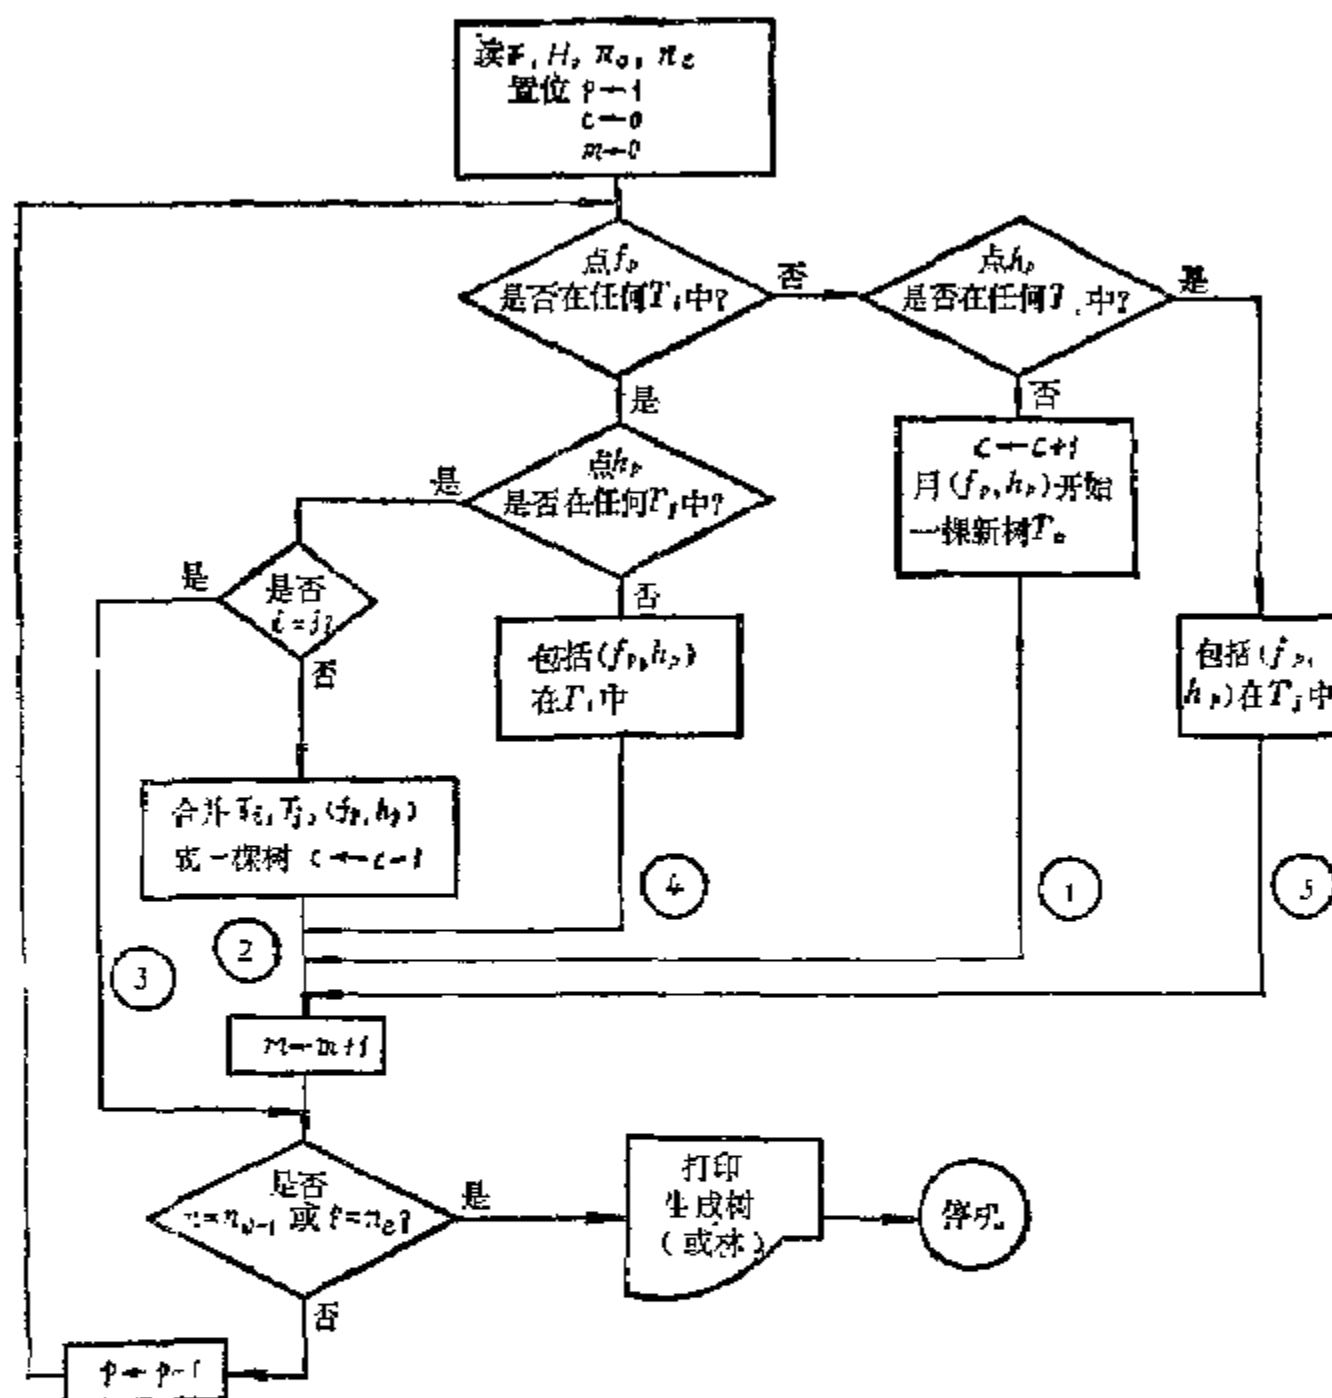 读F, H, n₀, nₑ
置位 p←1
c←0
m←0
点fₚ
是否在任何Tᵢ中?
否
点hₚ
是否在任何Tⱼ中?
是
是
否
点hₚ
是否在任何Tⱼ中?
是
c←c+1
用(fₚ,hₚ)开始
一棵新树T
是
是否
i=j?
否
否
包括(fₚ,hₚ)
在Tᵢ中
包括(fₚ,
hₚ)在Tⱼ中
合并Tᵢ,Tⱼ,(fₚ,hₚ)
成一棵树 c←c-1
4
1
5
2
3
m←m+1
是否
或p=nₑ?
是
打印
生成树
(或林)
停机
否